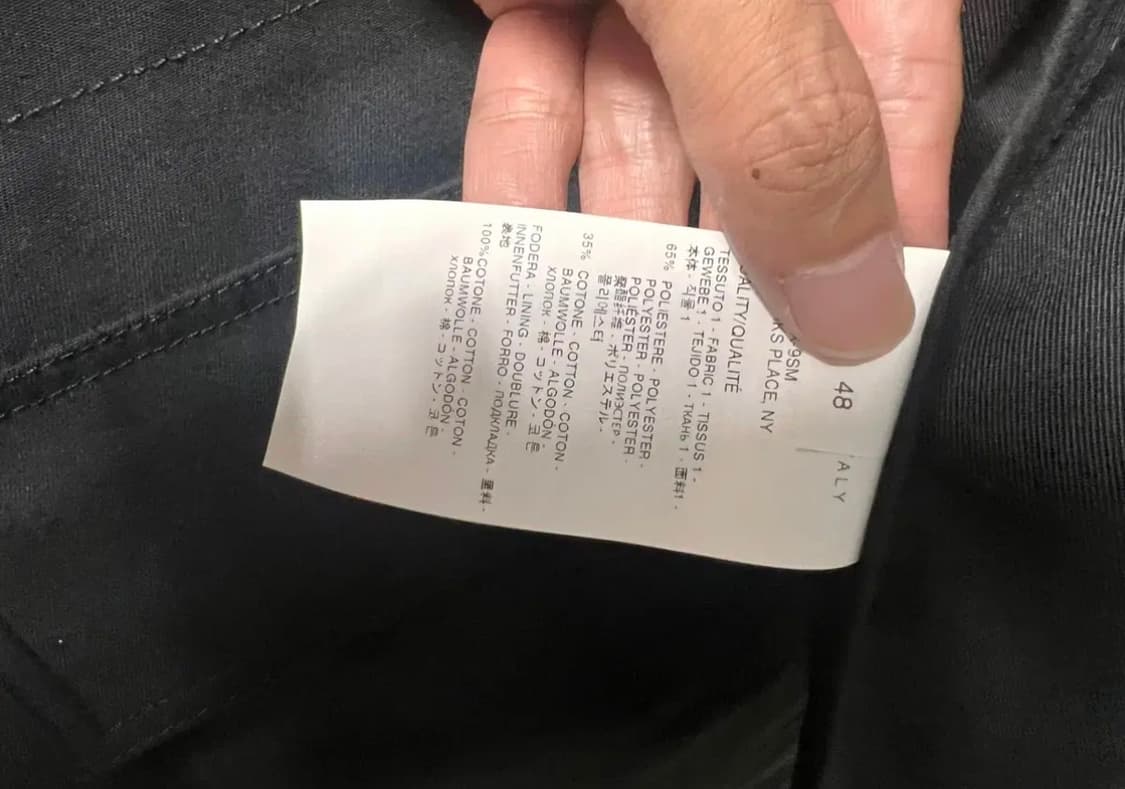 ALY
48
9SM
KS PLACE, NY
ALITY/QUALITÉ
TESSUTO 1 - FABRIC 1 - TISSUS 1 -
GEWEBE 1 - TEJIDO 1 - ТКАНЬ 1 - 面料1 -
本体 - 직물 1
65% POLIESTERE - POLYESTER -
POLYESTER - POLYESTER -
POLIÉSTER - ПОЛИЭСТЕР -
聚酯纤维 - ポリエステル -
폴리에스터
35% COTONE - COTTON - COTON -
BAUMWOLLE - ALGODÓN -
ХЛОПОК - 棉 - コットン - 코튼
FODERA - LINING - DOUBLURE -
INNENFUTTER - FORRO - ПОДКЛАДКА - 里料 -
100%COTONE - COTTON - COTON -
BAUMWOLLE - ALGODÓN -
ХЛОПОК - 棉 - コットン - 코튼